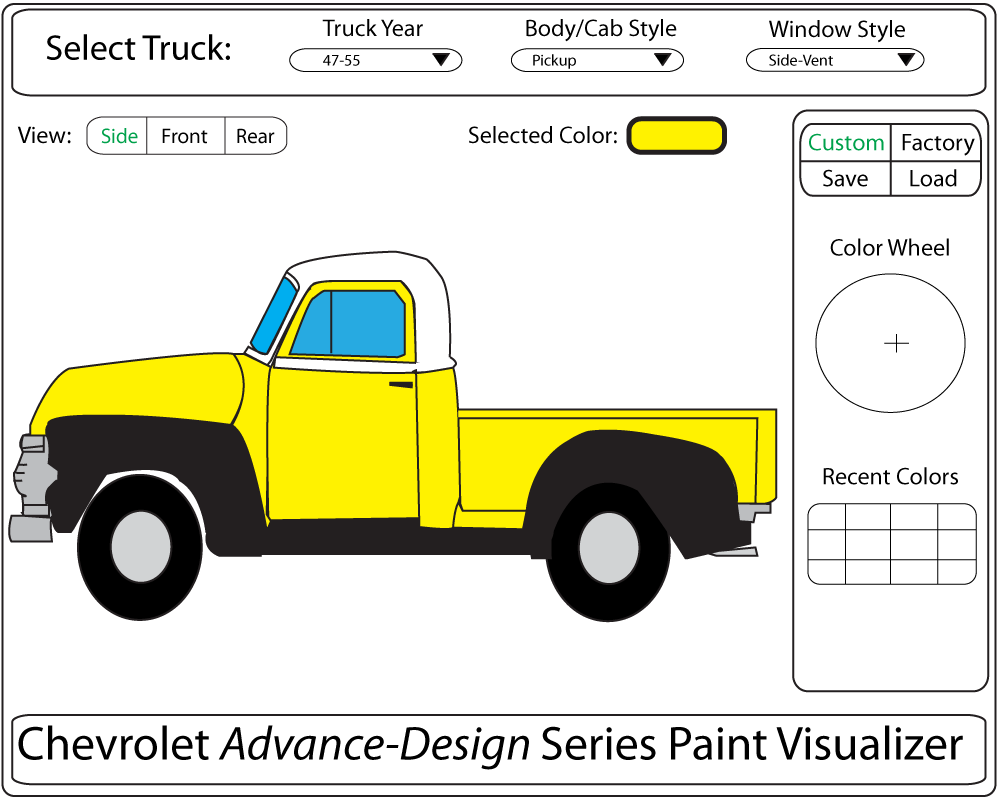 Select Truck:
Truck Year
47-55
Body/Cab Style
Pickup
Window Style
Side-Vent
View:
Side
Front
Rear
Selected Color:
Custom
Factory
Save
Load
Color Wheel
Recent Colors
Chevrolet Advance-Design Series Paint Visualizer